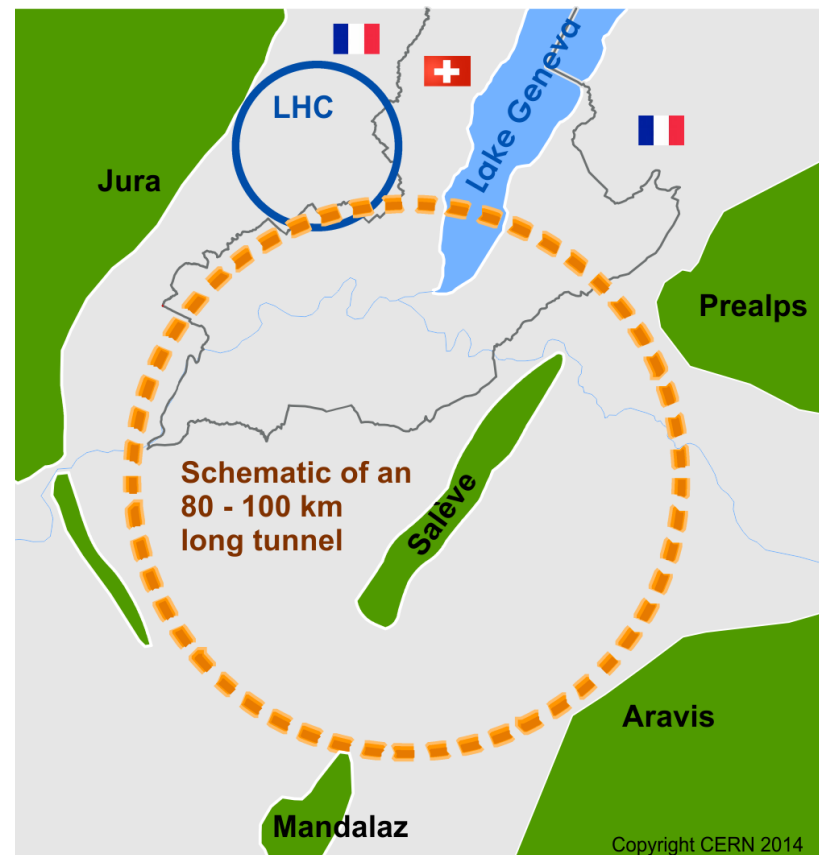 LHC
Lake Geneva
Jura
Prealps
Schematic of an
80 - 100 km
long tunnel
Salève
Aravis
Mandalaz
Copyright CERN 2014